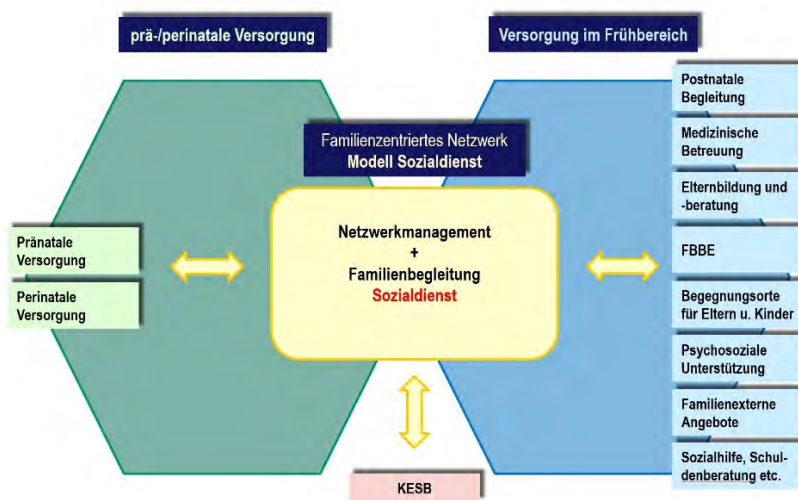 prä-/perinatale Versorgung
Versorgung im Frühbereich
Familienzentriertes Netzwerk
Modell Sozialdienst
Netzwerkmanagement
+
Familienbegleitung
Sozialdienst
Pränatale
Versorgung
Perinatale
Versorgung
Postnatale
Begleitung
Medizinische
Betreuung
Elternbildung und
-beratung
FBBE
Begegnungsorte
für Eltern u. Kinder
Psychosoziale
Unterstützung
Familienexterne
Angebote
Sozialhilfe, Schul-
denberatung etc.
KESB